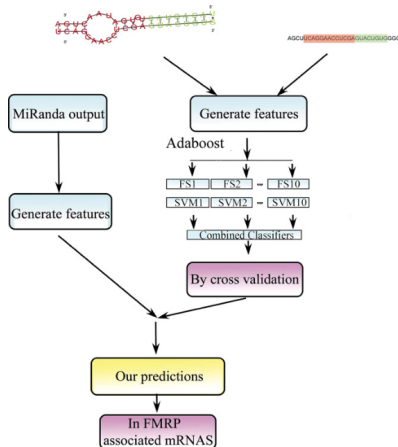 AGCUUCAGGAACCUCGAGUACUGUGGGC
MiRanda output
Generate features
Adaboost
FS1 FS2 – FS10
Generate features
SVM1 SVM2 – SVM10
Combined Classifiers
By cross validation
Our predictions
In FMRP
associated mRNAS